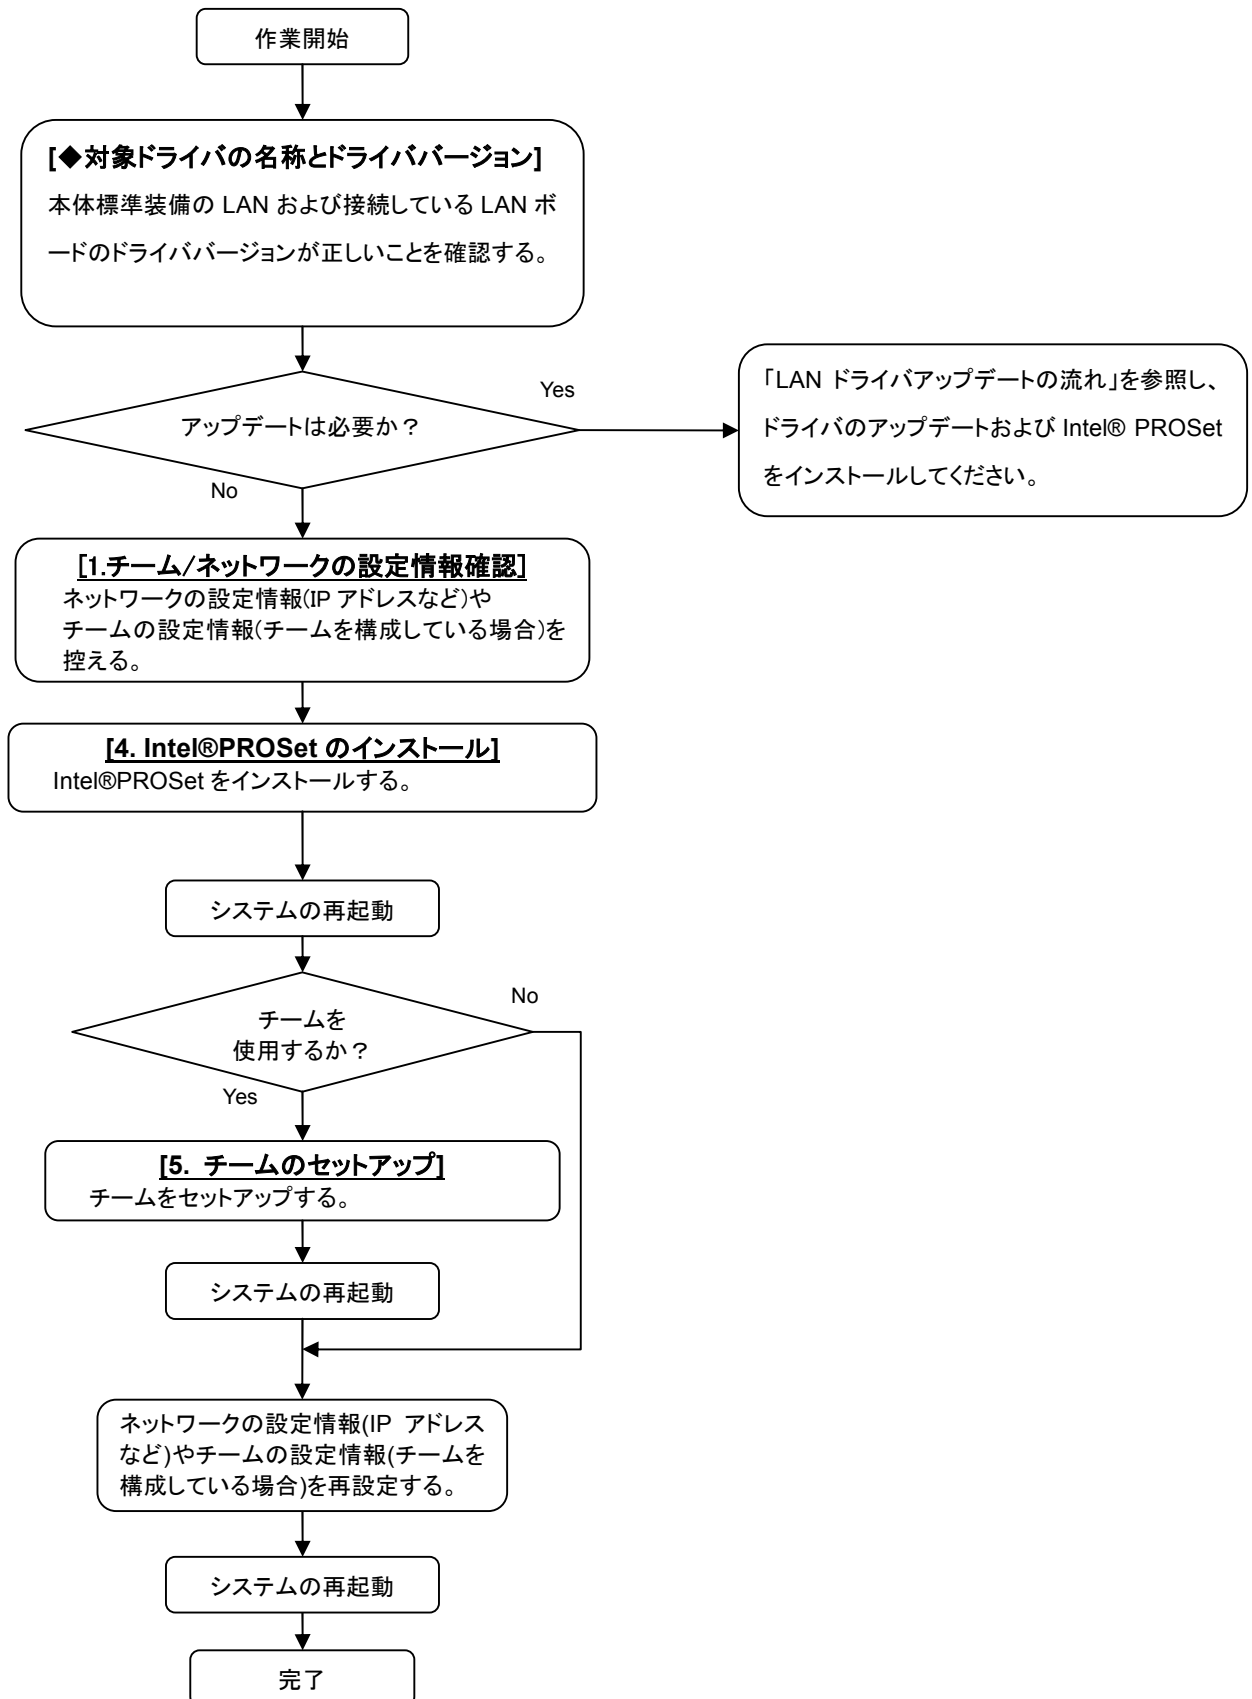 作業開始
[◆対象ドライバの名称とドライババージョン]
本体標準装備の LAN および接続している LAN ボ
ードのドライババージョンが正しいことを確認する。
アップデートは必要か？
Yes
「LAN ドライバアップデートの流れ」を参照し、
ドライバのアップデートおよび Intel® PROSet
をインストールしてください。
No
[1.チーム/ネットワークの設定情報確認]
ネットワークの設定情報(IP アドレスなど)や
チームの設定情報(チームを構成している場合)を
控える。
[4. Intel®PROSet のインストール]
Intel®PROSet をインストールする。
システムの再起動
チームを
使用するか？
No
Yes
[5. チームのセットアップ]
チームをセットアップする。
システムの再起動
ネットワークの設定情報(IP アドレス
など)やチームの設定情報(チームを
構成している場合)を再設定する。
システムの再起動
完了